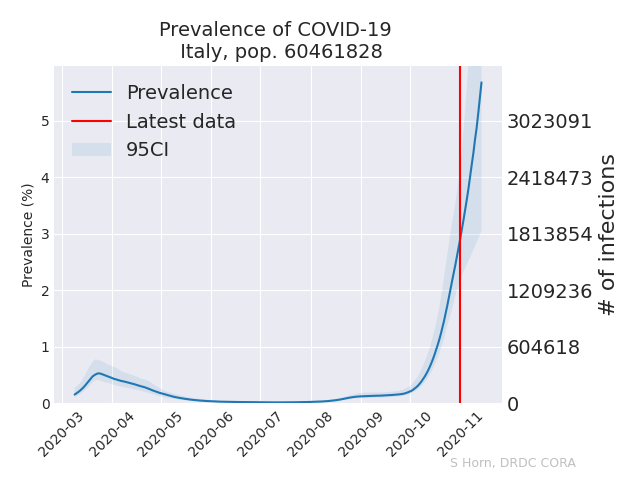 Prevalence of COVID-19
Italy, pop. 60461828
Prevalence
Latest data
95CI
Prevalence (%)
5
4
3
2
1
0
3023091
2418473
1813854
1209236
604618
0
# of infections
2020-03
2020-04
2020-05
2020-06
2020-07
2020-08
2020-09
2020-10
2020-11
S Horn, DRDC CORA